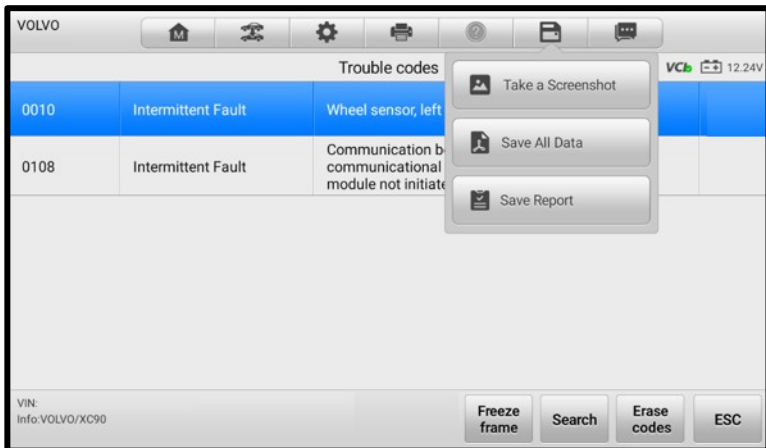 VOLVO
M
Trouble codes
VCI 12.24V
Take a Screenshot
0010 Intermittent Fault Wheel sensor, left
Save All Data
Communication b
0108 Intermittent Fault communicational
module not initiate
Save Report
VIN:
Info:VOLVO/XC90
Freeze frame
Search
Erase codes
ESC